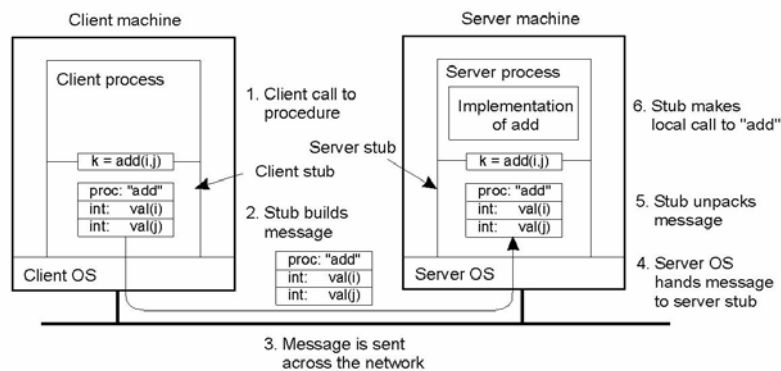 Client machine
Server machine
Client process
1. Client call to
procedure
Server process
Implementation
of add
6. Stub makes
local call to "add"
Server stub
k = add(i,j)
k = add(i,j)
Client stub
proc: "add"
int: val(i)
int: val(j)
2. Stub builds
message
proc: "add"
int: val(i)
int: val(j)
proc: "add"
int: val(i)
int: val(j)
5. Stub unpacks
message
Client OS
Server OS
4. Server OS
hands message
to server stub
3. Message is sent
across the network